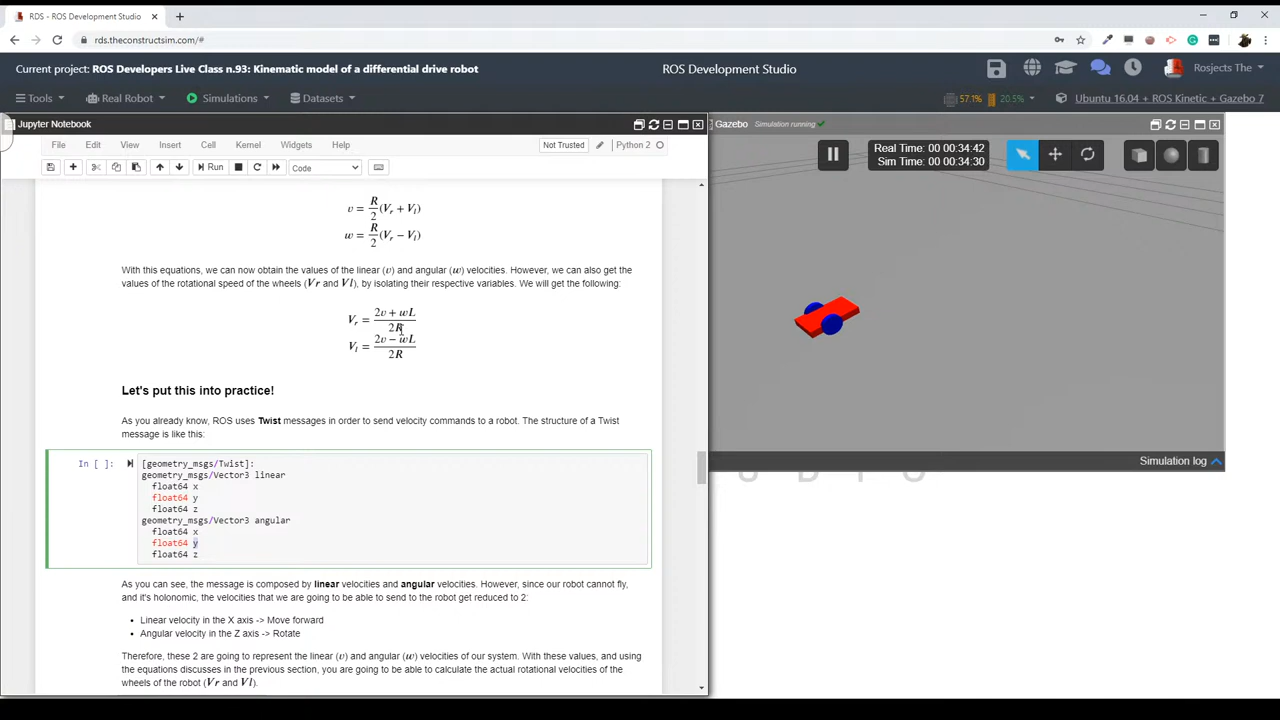 RDS - ROS Development Studio
rds.theconstructsim.com/#
Current project: ROS Developers Live Class n.93: Kinematic model of a differential drive robot
ROS Development Studio
Rosjects The
Tools
Real Robot
Simulations
Datasets
57.1%
20.5%
Ubuntu 16.04 + ROS Kinetic + Gazebo 7
Jupyter Notebook
File Edit View Insert Cell Kernel Widgets Help
Not Trusted
Python 2
Run
Code
v = R/2 (Vr + Vl)
w = R/2 (Vr − Vl)
With this equations, we can now obtain the values of the linear (v) and angular (w) velocities. However, we can also get the
values of the rotational speed of the wheels (Vr and Vl), by isolating their respective variables. We will get the following:
Vr = 2v + wL / 2R
Vl = 2v − wL / 2R
Let's put this into practice!
As you already know, ROS uses Twist messages in order to send velocity commands to a robot. The structure of a Twist
message is like this:
In [ ]:
[geometry_msgs/Twist]:
geometry_msgs/Vector3 linear
float64 x
float64 y
float64 z
geometry_msgs/Vector3 angular
float64 x
float64 y
float64 z
As you can see, the message is composed by linear velocities and angular velocities. However, since our robot cannot fly,
and it's holonomic, the velocities that we are going to be able to send to the robot get reduced to 2:
• Linear velocity in the X axis -> Move forward
• Angular velocity in the Z axis -> Rotate
Therefore, these 2 are going to represent the linear (v) and angular (w) velocities of our system. With these values, and using
the equations discusses in the previous section, you are going to be able to calculate the actual rotational velocities of the
wheels of the robot (Vr and Vl).
Gazebo
Simulation running
Real Time: 00 00:34:42
Sim Time: 00 00:34:30
Simulation log